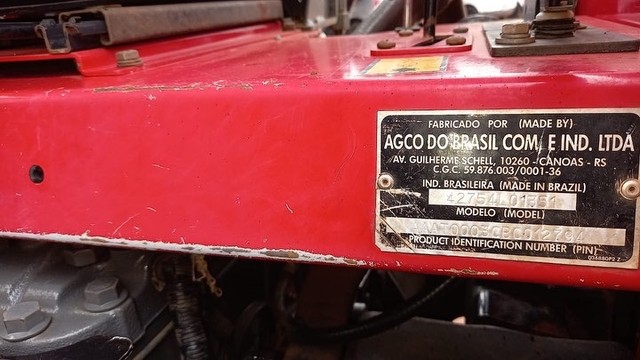 FABRICADO POR (MADE BY)
AGCO DO BRASIL COM. E IND. LTDA
AV. GUILHERME SCHELL, 10260 - CANOAS - RS
C.G.C. 59.876.003/0001-36
IND. BRASILEIRA (MADE IN BRAZIL)
MODELO (MODEL)
PRODUCT IDENTIFICATION NUMBER (PIN)